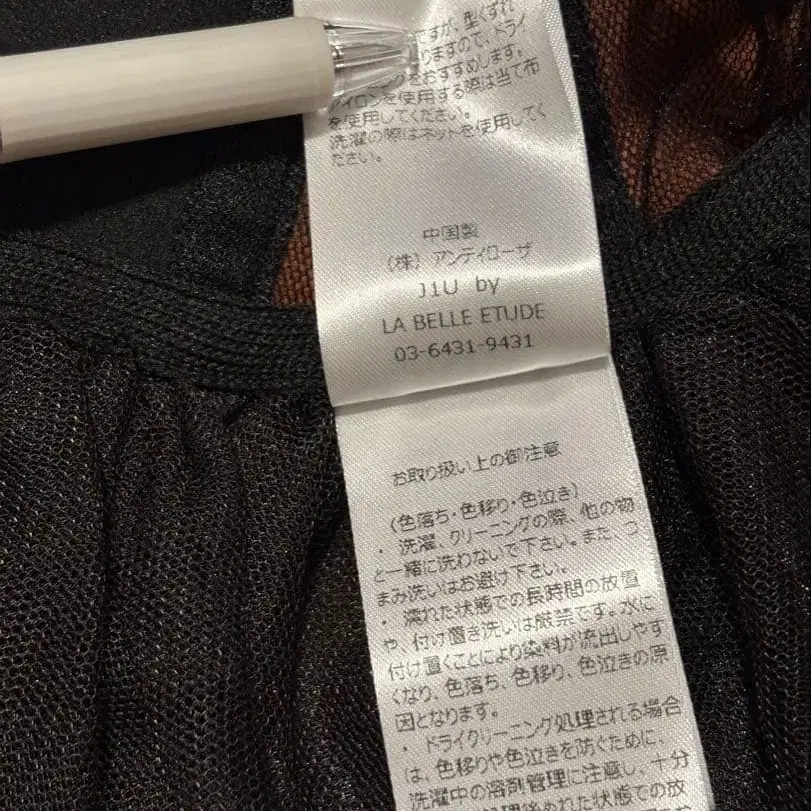 ですが、型くずれ
りますので、ドライ
グをおすすめします。
アイロンを使用する際は当て布
を使用してください。
洗濯の際はネットを使用してく
ださい。
中国製
（株）アンティローザ
J1U by
LA BELLE ETUDE
03-6431-9431
お取り扱い上の御注意
（色落ち・色移り・色泣き）
・ 洗濯、クリーニングの際、他の物
と一緒に洗わないで下さい。また、つ
まみ洗いはお避け下さい。
・ 濡れた状態での長時間の放置
や、付け置き洗いは厳禁です。水に
付け置くことにより染料が流出しやす
くなり、色落ち、色移り、色泣きの原
因となります。
・ ドライクリーニング処理される場合
は、色移りや色泣きを防ぐために、
洗濯中の溶剤管理に注意し、十分
状態での放